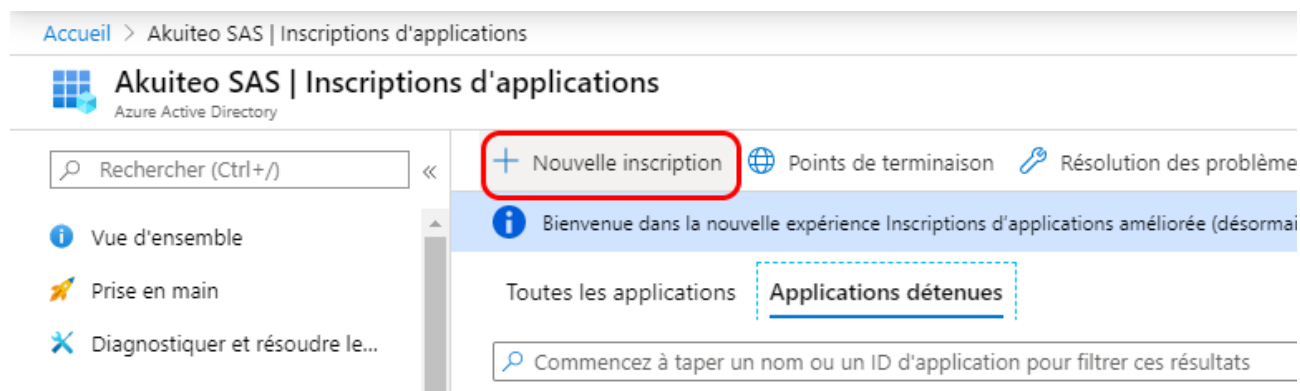 Accueil > Akuiteo SAS | Inscriptions d'applications
Akuiteo SAS | Inscriptions d'applications
Azure Active Directory
Rechercher (Ctrl+/)
«
Vue d'ensemble
Prise en main
Diagnostiquer et résoudre le...
+ Nouvelle inscription
Points de terminaison
Résolution des problème
Bienvenue dans la nouvelle expérience Inscriptions d'applications améliorée (désormai
Toutes les applications
Applications détenues
Commencez à taper un nom ou un ID d'application pour filtrer ces résultats